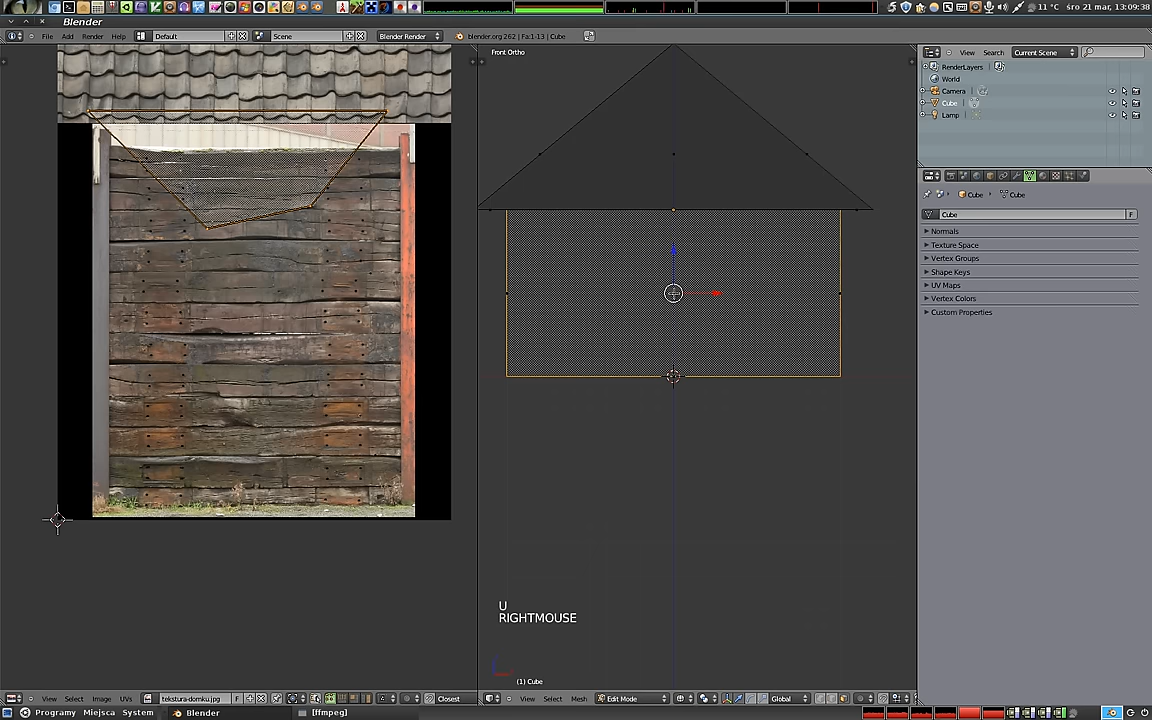 11 °C śro 21 mar, 13:09:38
Blender
File Add Render Help Default Scene Blender Render blender.org 262 | Fa:1-13 | Cube
View Search Current Scene
Front Ortho
RenderLayers
World
Camera
Cube
Lamp
Cube Cube
Cube F
Normals
Texture Space
Vertex Groups
Shape Keys
UV Maps
Vertex Colors
Custom Properties
U
RIGHTMOUSE
(1) Cube
View Select Image UVs tekstura-domku.jpg F Closest
View Select Mesh Edit Mode Global
Programy Miejsca System Blender [ffmpeg]